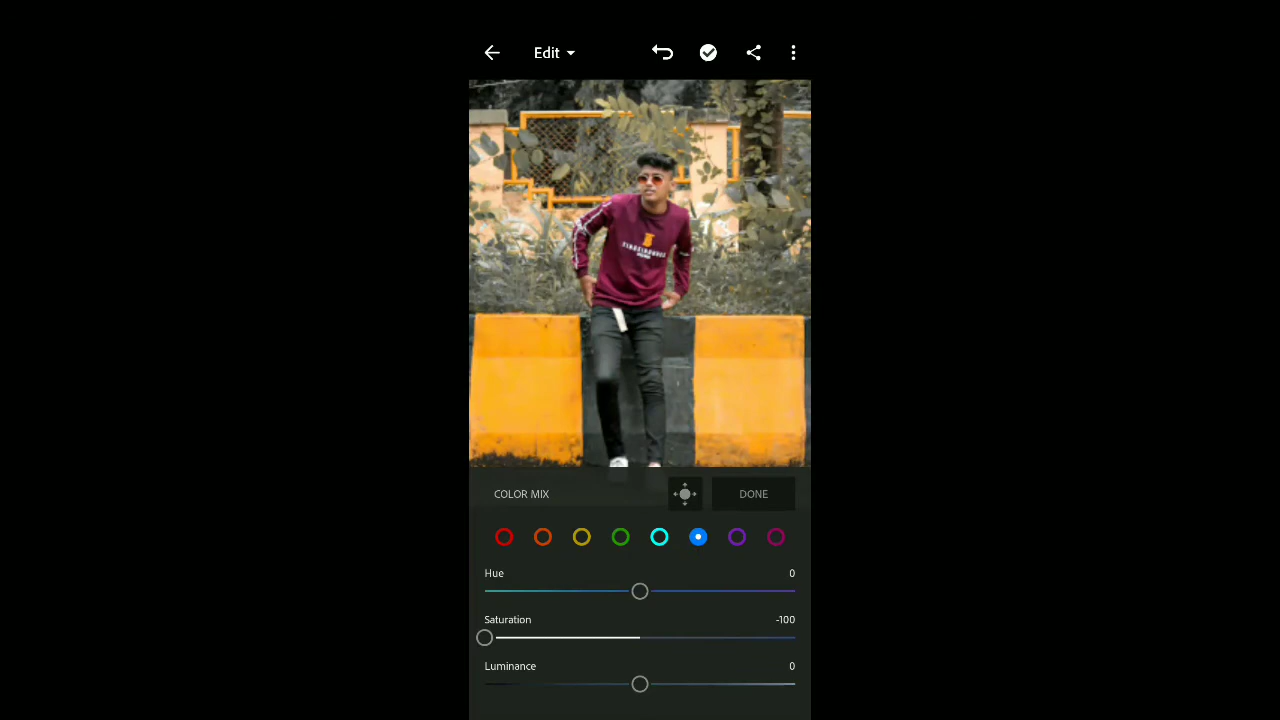 Edit
COLOR MIX
DONE
Hue 0
Saturation -100
Luminance 0